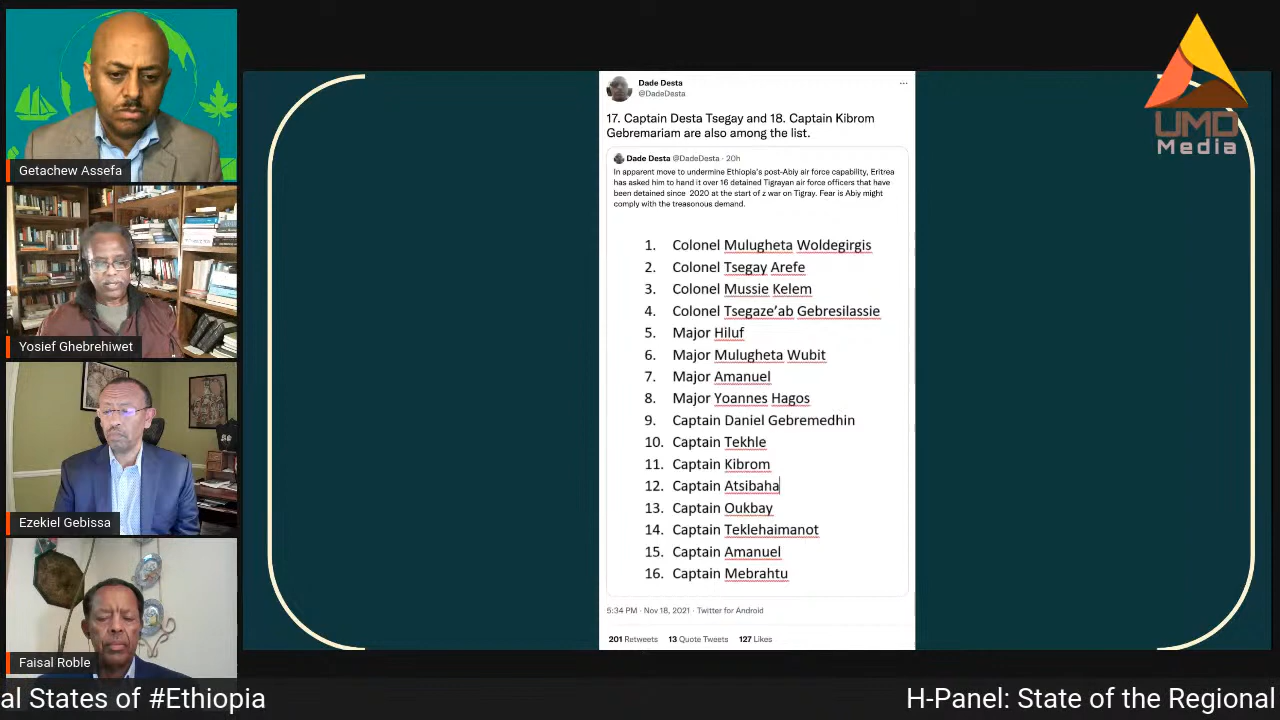 Getachew Assefa
Yosief Ghebrehiwet
Ezekiel Gebissa
Faisal Roble
Dade Desta
@DadeDesta
17. Captain Desta Tsegay and 18. Captain Kibrom
Gebremariam are also among the list.
Dade Desta @DadeDesta · 20h
In apparent move to undermine Ethiopia's post-Abiy air force capability, Eritrea
has asked him to hand it over 16 detained Tigrayan air force officers that have
been detained since 2020 at the start of z war on Tigray. Fear is Abiy might
comply with the treasonous demand.
1. Colonel Mulugheta Woldegirgis
2. Colonel Tsegay Arefe
3. Colonel Mussie Kelem
4. Colonel Tsegaze'ab Gebresilassie
5. Major Hiluf
6. Major Mulugheta Wubit
7. Major Amanuel
8. Major Yoannes Hagos
9. Captain Daniel Gebremedhin
10. Captain Tekhle
11. Captain Kibrom
12. Captain Atsibaha
13. Captain Oukbay
14. Captain Teklehaimanot
15. Captain Amanuel
16. Captain Mebrahtu
5:34 PM · Nov 18, 2021 · Twitter for Android
201 Retweets 13 Quote Tweets 127 Likes
UMD
Media
al States of #Ethiopia
H-Panel: State of the Regional